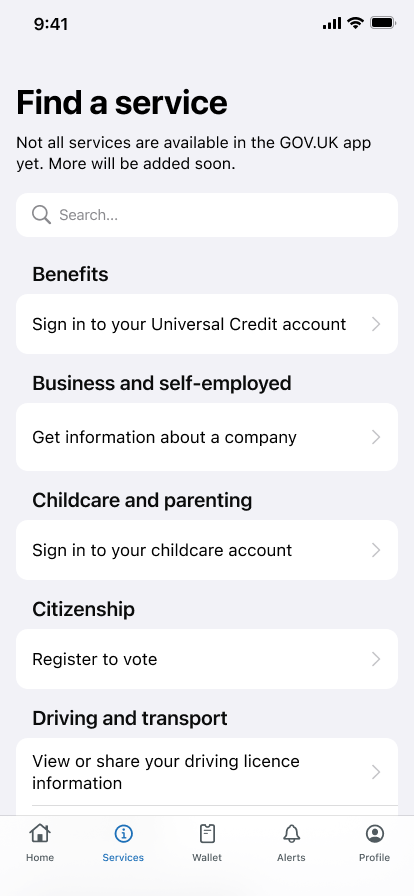 9:41
Find a service
Not all services are available in the GOV.UK app
yet. More will be added soon.
Search...
Benefits
Sign in to your Universal Credit account
Business and self-employed
Get information about a company
Childcare and parenting
Sign in to your childcare account
Citizenship
Register to vote
Driving and transport
View or share your driving licence
information
Home Services Wallet Alerts Profile